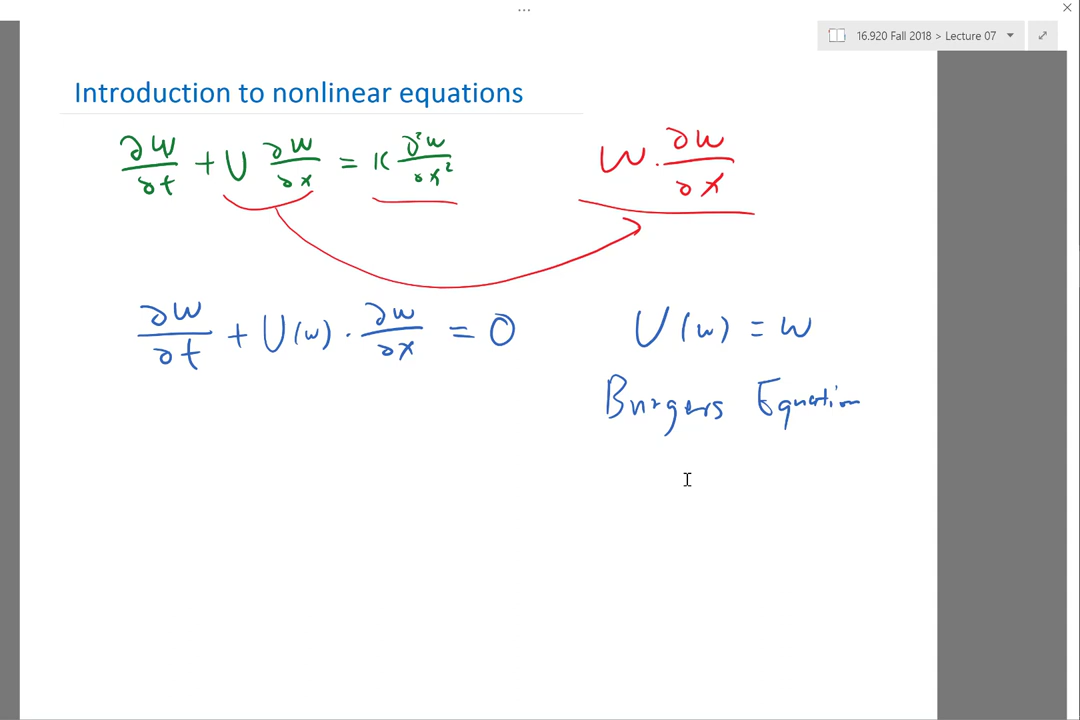 16.920 Fall 2018 > Lecture 07
Introduction to nonlinear equations
∂w/∂t + U ∂w/∂x = κ ∂²w/∂x²
w · ∂w/∂x
∂w/∂t + U(w) · ∂w/∂x = 0
U(w) = w
Burgers Equation